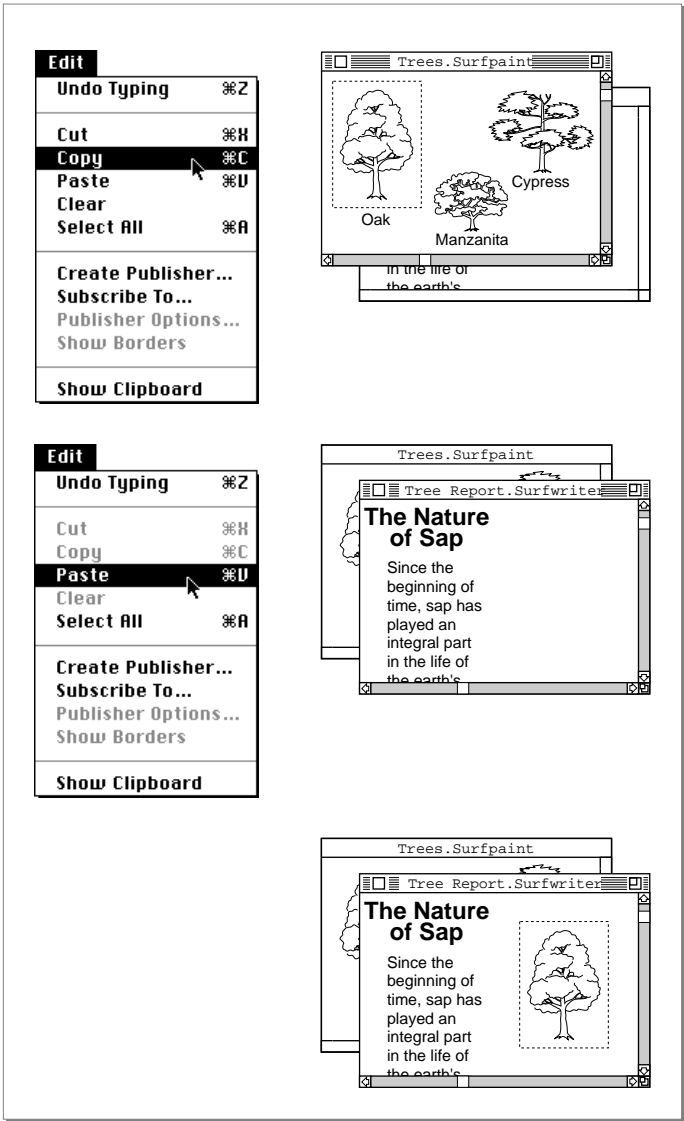 Edit
Undo Typing ⌘Z
Cut ⌘X
Copy ⌘C
Paste ⌘V
Clear
Select All ⌘A
Create Publisher...
Subscribe To...
Publisher Options...
Show Borders
Show Clipboard
Trees.Surfpaint
Oak
Manzanita
Cypress
in the life of
the earth's
Edit
Undo Typing ⌘Z
Cut ⌘X
Copy ⌘C
Paste ⌘V
Clear
Select All ⌘A
Create Publisher...
Subscribe To...
Publisher Options...
Show Borders
Show Clipboard
Trees.Surfpaint
Tree Report.Surfwriter
The Nature
of Sap
Since the
beginning of
time, sap has
played an
integral part
in the life of
the earth's
Trees.Surfpaint
Tree Report.Surfwriter
The Nature
of Sap
Since the
beginning of
time, sap has
played an
integral part
in the life of
the earth's